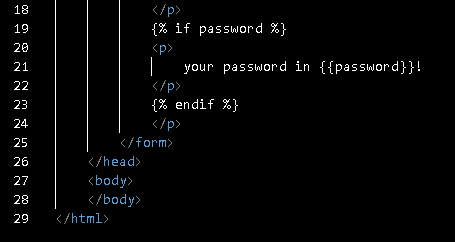 18 </p>
19 {% if password %}
20 <p>
21 your password in {{password}}!
22 </p>
23 {% endif %}
24 </p>
25 </form>
26 </head>
27 <body>
28 </body>
29 </html>